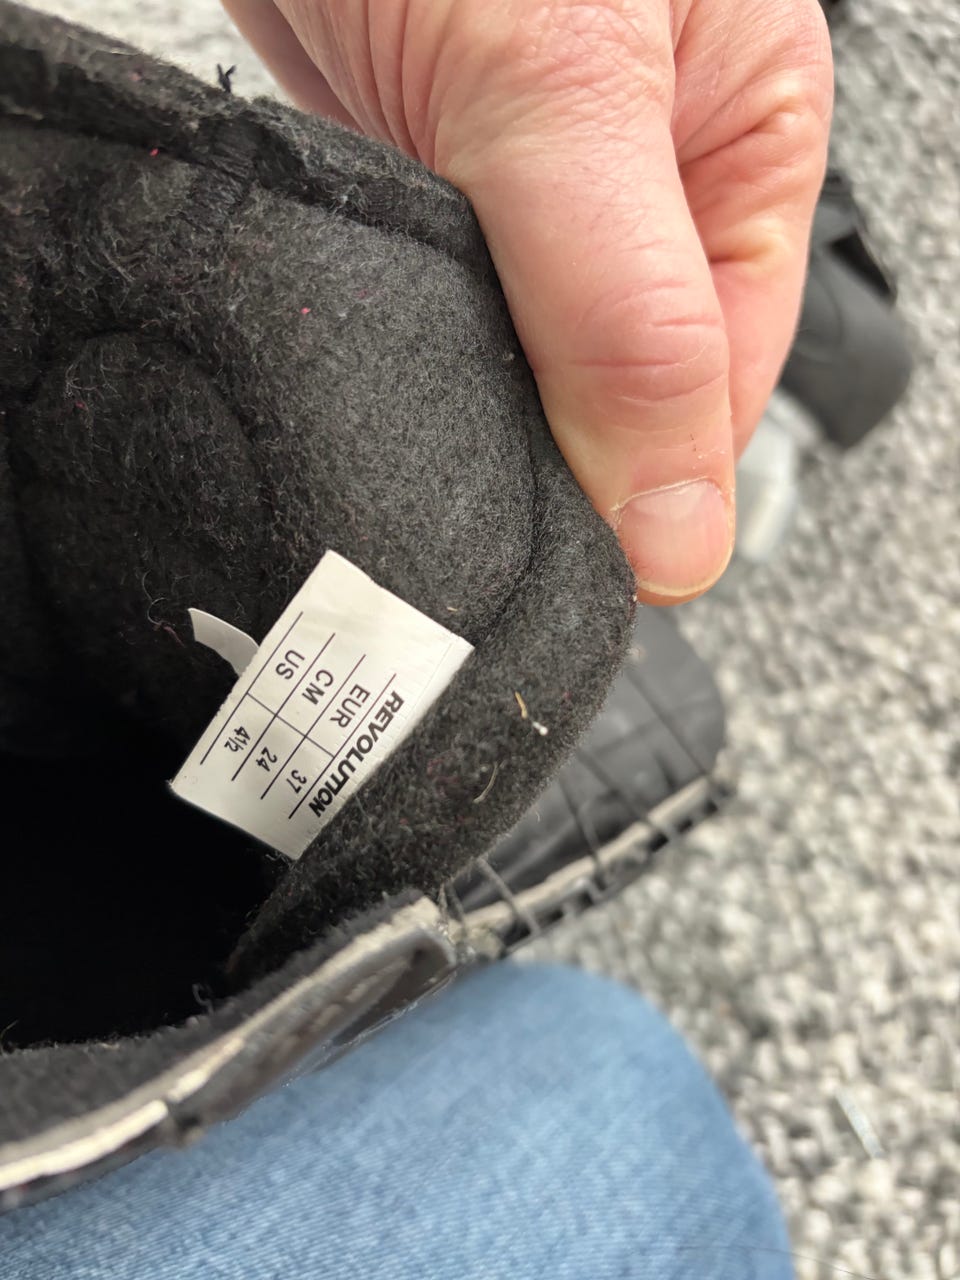 REVOLUTION
EUR 37
CM 24
US 41/2